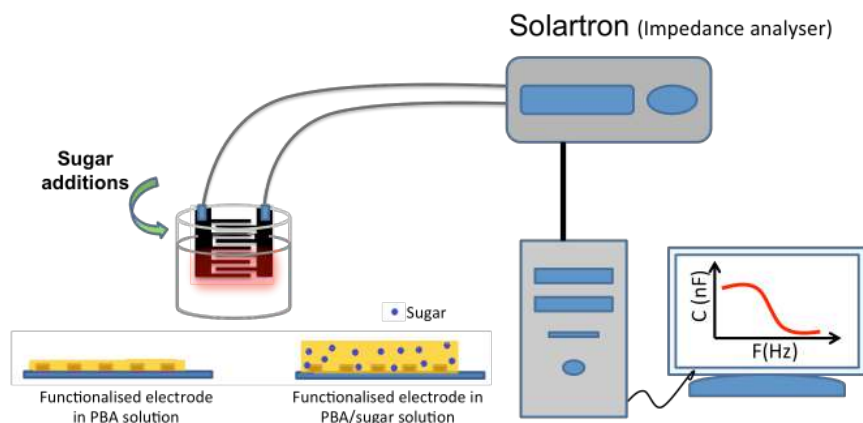 Solartron (Impedance analyser)
Sugar
additions
Sugar
Functionalised electrode
in PBA solution
Functionalised electrode in
PBA/sugar solution
C (nF)
F(Hz)